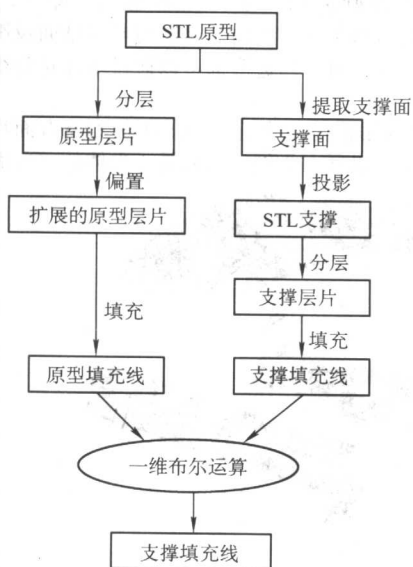 STL原型
分层
提取支撑面
原型层片
支撑面
偏置
投影
扩展的原型层片
STL支撑
分层
支撑层片
填充
填充
原型填充线
支撑填充线
一维布尔运算
支撑填充线